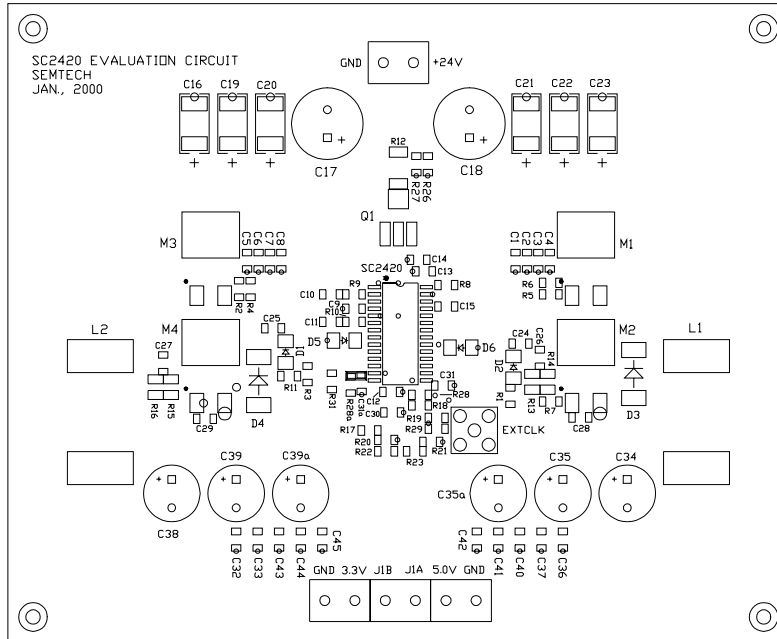 SC2420 EVALUATION CIRCUIT
SEMTECH
JAN., 2000
GND +24V
C16 C19 C20
C21 C22 C23
C17
C18
R12
R27
R26
Q1
M3
M1
C5
C6
C7
C8
C1
C2
C3
C4
C14
C13
SC2420
R2
R4
C10
R9
R8
R6
R5
C9
R10
C11
C15
L2
M4
C25
D5
D6
C24
C26
M2
L1
C27
D1
D2
R14
R16
R15
R11
R3
R31
R28a
C31a
C12
C31
R28
R1
R13
R7
D4
D3
C29
C30
R18
R19
R29
C28
R17
R20
R22
R21
R23
EXTCLK
C38
C39
C39a
C35a
C35
C34
C32
C33
C43
C44
C45
C42
C41
C40
C37
C36
GND 3.3V J1B J1A 5.0V GND